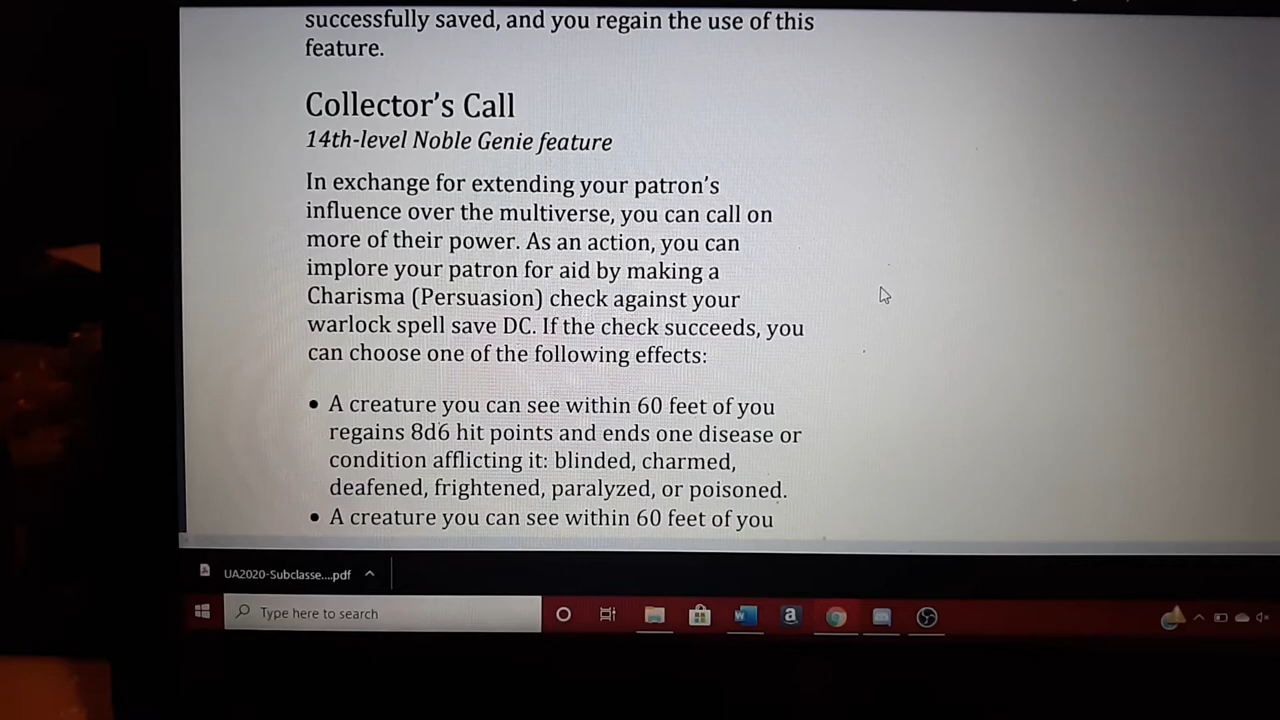 successfully saved, and you regain the use of this
feature.
Collector's Call
14th-level Noble Genie feature
In exchange for extending your patron's
influence over the multiverse, you can call on
more of their power. As an action, you can
implore your patron for aid by making a
Charisma (Persuasion) check against your
warlock spell save DC. If the check succeeds, you
can choose one of the following effects:
• A creature you can see within 60 feet of you
regains 8d6 hit points and ends one disease or
condition afflicting it: blinded, charmed,
deafened, frightened, paralyzed, or poisoned.
• A creature you can see within 60 feet of you
UA2020-Subclasse....pdf
Type here to search
W
a